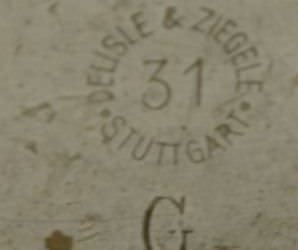 DELISLE & ZIEGELE
31
STUTTGART
G